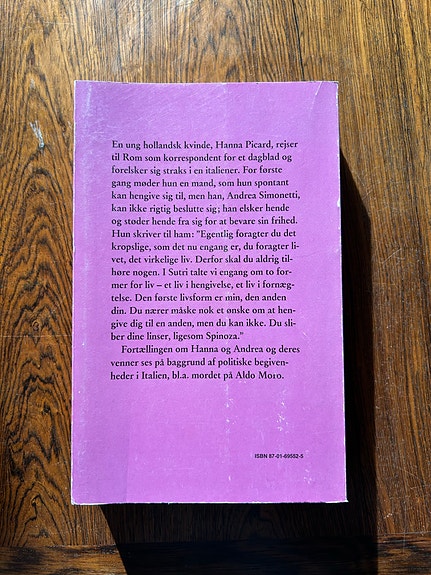 En ung hollandsk kvinde, Hanna Picard, rejser
til Rom som korrespondent for et dagblad og
forelsker sig straks i en italiener. For første
gang møder hun en mand, som hun spontant
kan hengive sig til, men han, Andrea Simonetti,
kan ikke rigtig beslutte sig; han elsker hende
og støder hende fra sig for at bevare sin frihed.
Hun skriver til ham: "Egentlig foragter du det
kropslige, som det nu engang er, du foragter li-
vet, det virkelige liv. Derfor skal du aldrig til-
høre nogen. I Sutri talte vi engang om to for-
mer for liv – et liv i hengivelse, et liv i fornæg-
telse. Den første livsform er min, den anden
din. Du nærer måske nok et ønske om at hen-
give dig til en anden, men du kan ikke. Du sli-
ber dine linser, ligesom Spinoza."
Fortællingen om Hanna og Andrea og deres
venner ses på baggrund af politiske begiven-
heder i Italien, bl.a. mordet på Aldo Moro.
ISBN 87-01-69552-5